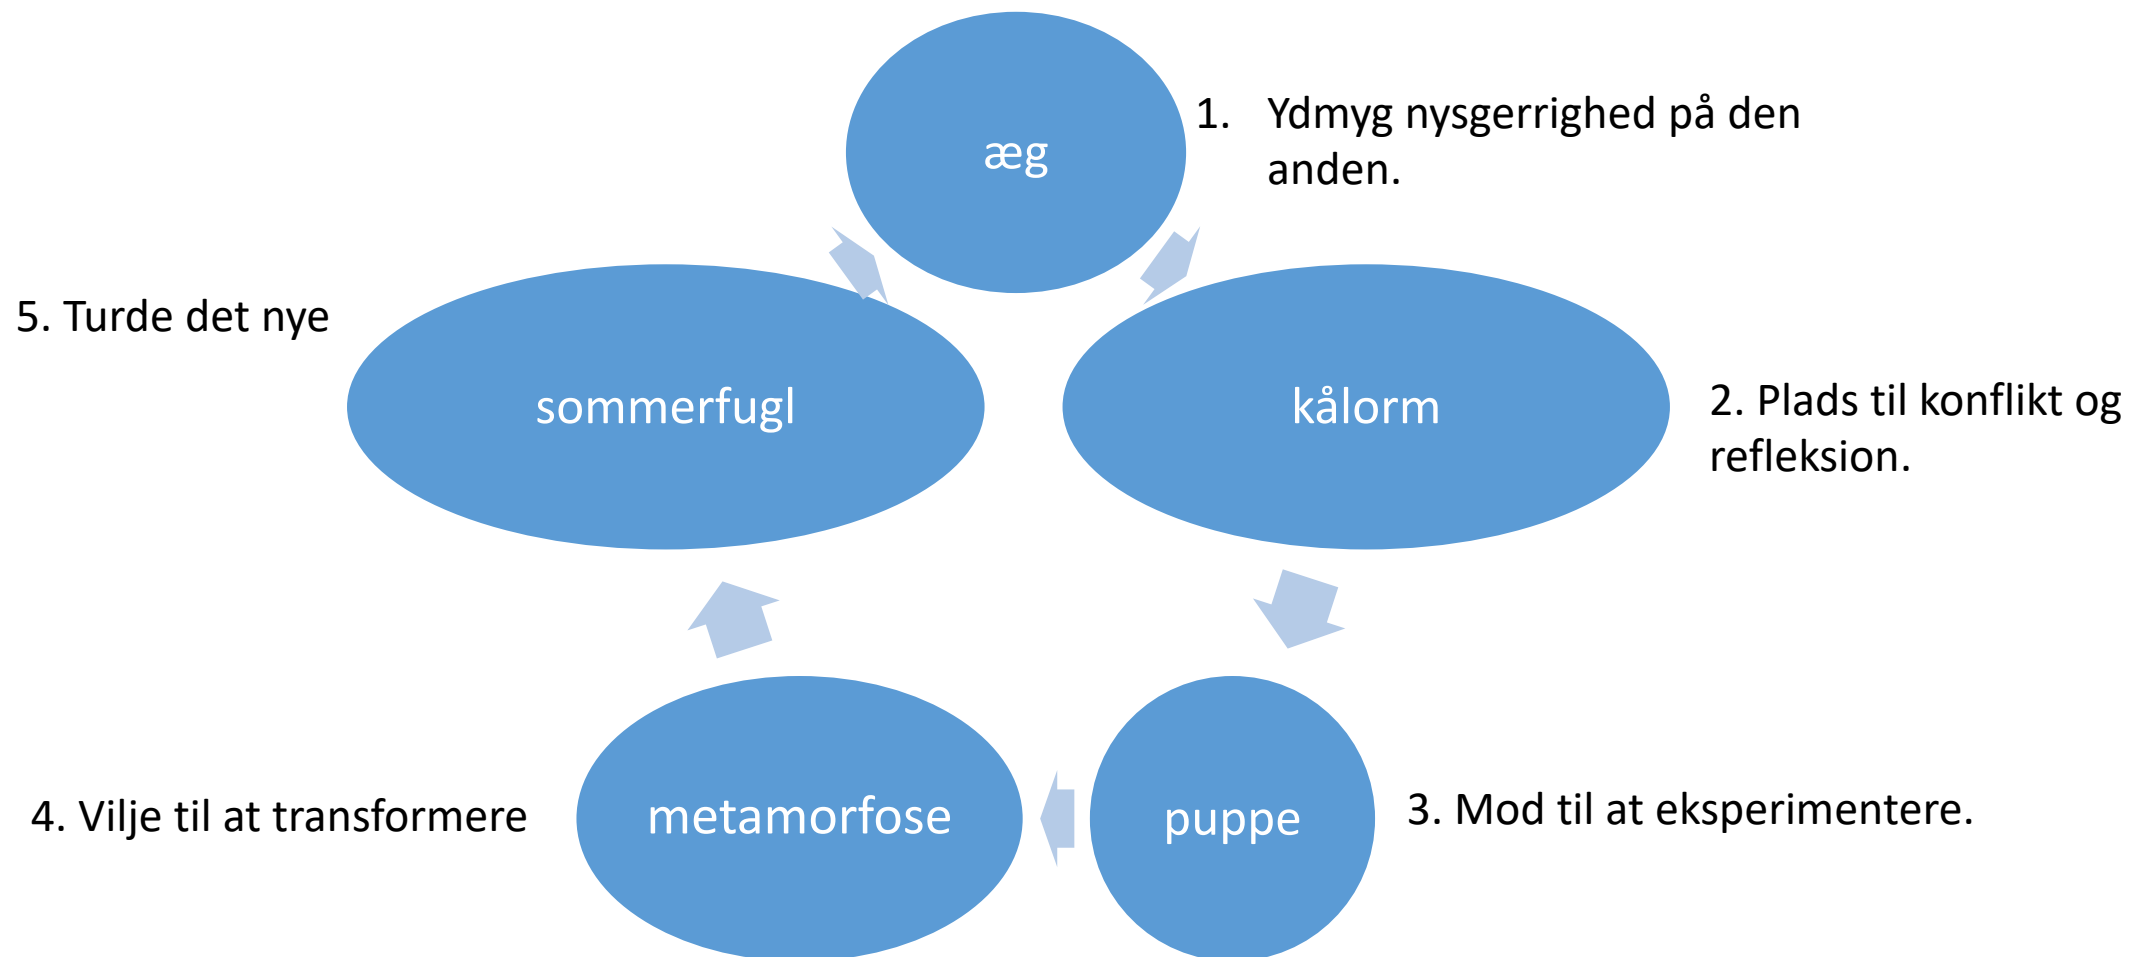 æg
1. Ydmyg nysgerrighed på den
anden.
kålorm
2. Plads til konflikt og
refleksion.
puppe
3. Mod til at eksperimentere.
metamorfose
4. Vilje til at transformere
sommerfugl
5. Turde det nye